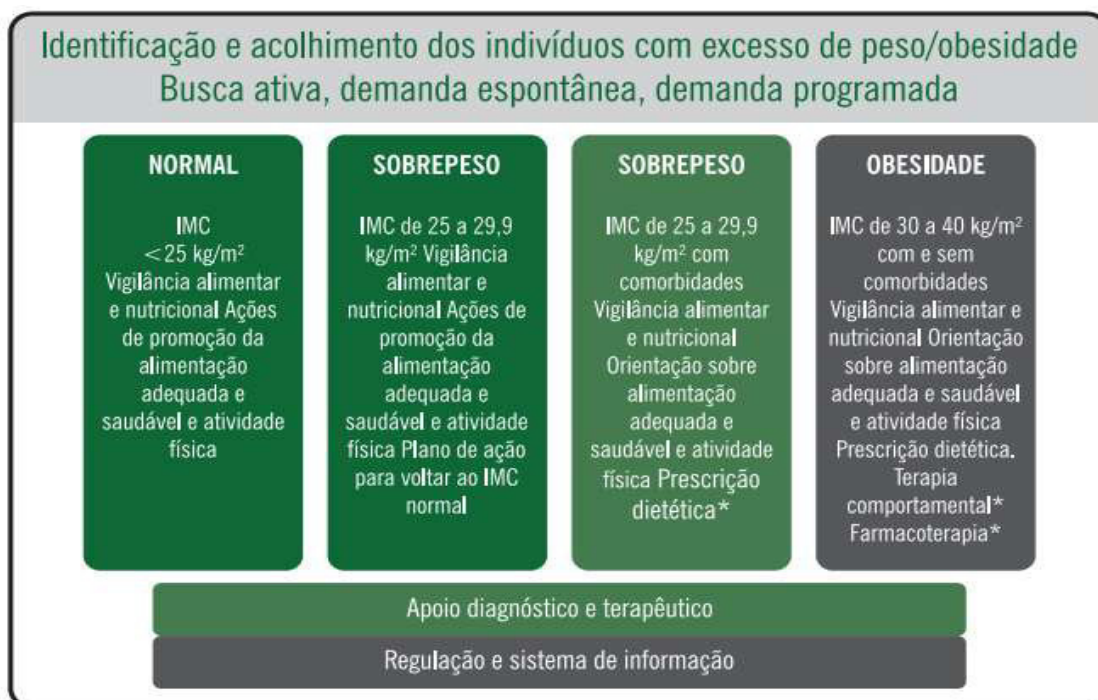 Identificação e acolhimento dos indivíduos com excesso de peso/obesidade
Busca ativa, demanda espontânea, demanda programada
NORMAL
IMC
<25 kg/m²
Vigilância alimentar
e nutricional Ações
de promoção da
alimentação
adequada e
saudável e atividade
física
SOBREPESO
IMC de 25 a 29,9
kg/m² Vigilância
alimentar e
nutricional Ações de
promoção da
alimentação
adequada e
saudável e atividade
física Plano de ação
para voltar ao IMC
normal
SOBREPESO
IMC de 25 a 29,9
kg/m² com
comorbidades
Vigilância alimentar
e nutricional
Orientação sobre
alimentação
adequada e
saudável e atividade
física Prescrição
dietética*
OBESIDADE
IMC de 30 a 40 kg/m²
com e sem
comorbidades
Vigilância alimentar e
nutricional Orientação
sobre alimentação
adequada e saudável
e atividade física
Prescrição dietética.
Terapia
comportamental*
Farmacoterapia*
Apoio diagnóstico e terapêutico
Regulação e sistema de informação